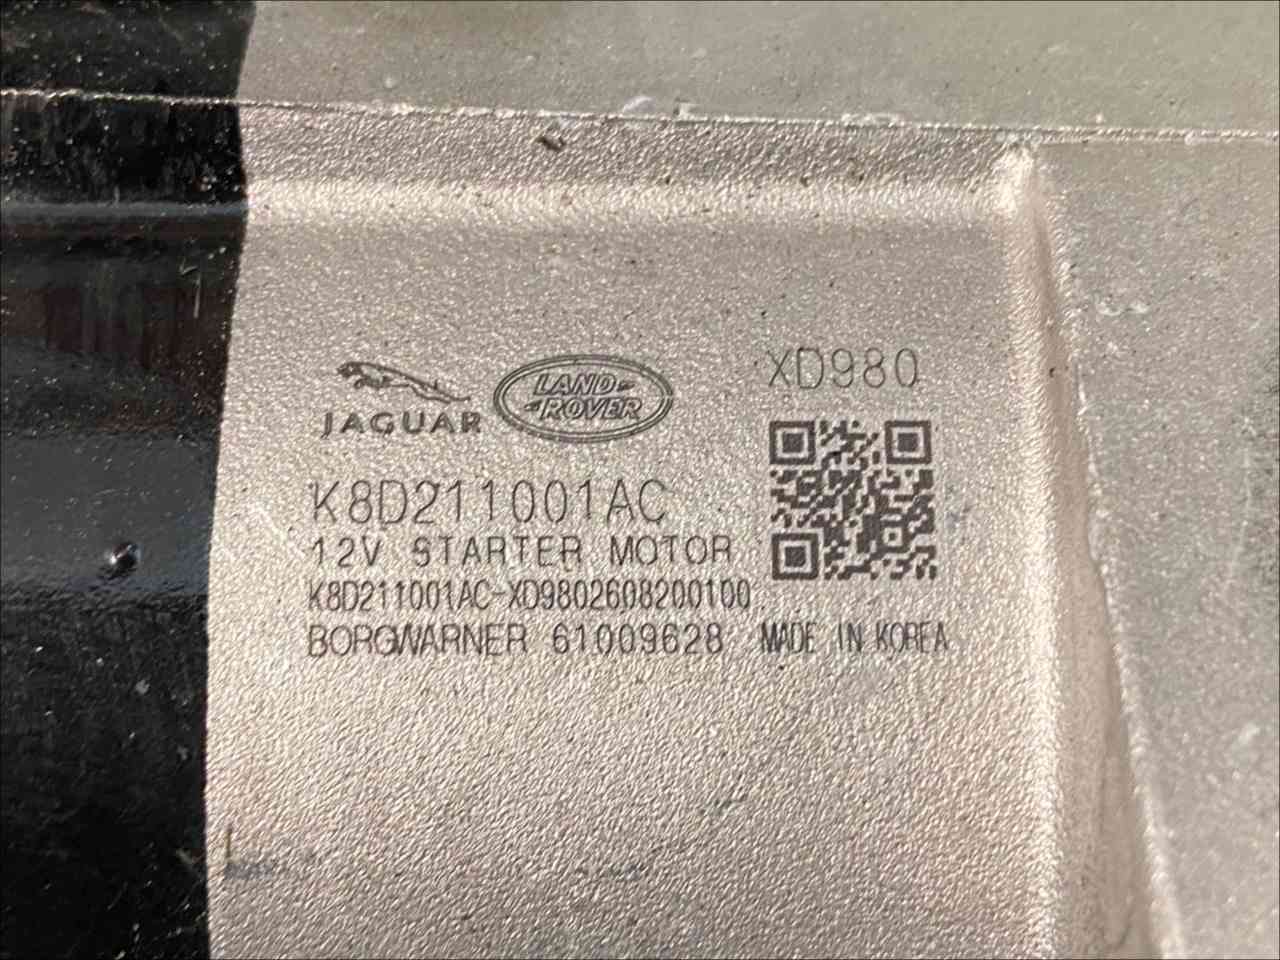 JAGUAR
LAND-
-ROVER
XD980
K8D211001AC
12V STARTER MOTOR
K8D211001AC-XD9802608200100
BORGWARNER 61009628 MADE IN KOREA